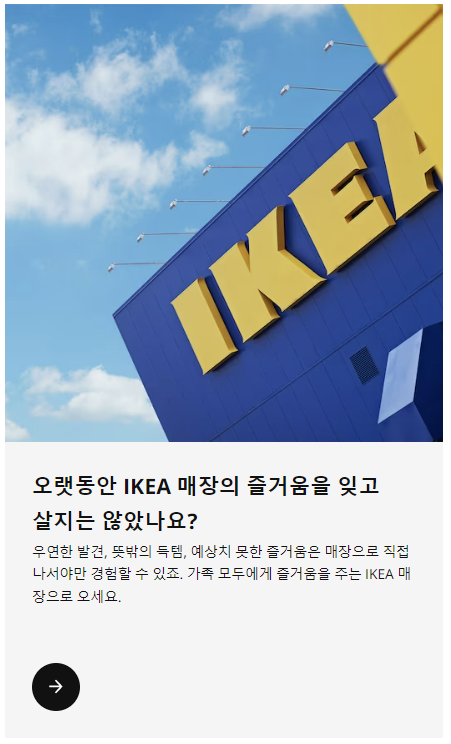 IKEA
오랫동안 IKEA 매장의 즐거움을 잊고
살지는 않았나요?
우연한 발견, 뜻밖의 득템, 예상치 못한 즐거움은 매장으로 직접
나서야만 경험할 수 있죠. 가족 모두에게 즐거움을 주는 IKEA 매
장으로 오세요.